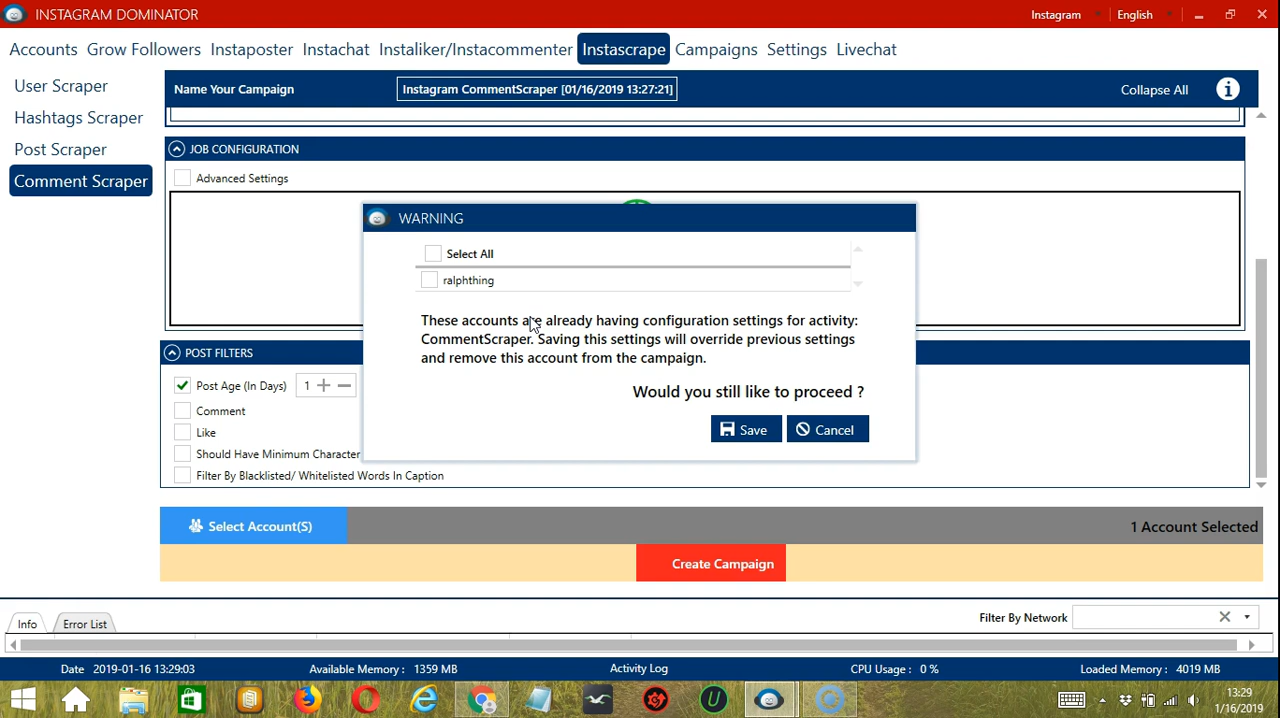 INSTAGRAM DOMINATOR
Instagram
English
Accounts
Grow Followers
Instaposter
Instachat
Instaliker/Instacommenter
Instascrape
Campaigns
Settings
Livechat
User Scraper
Hashtags Scraper
Post Scraper
Comment Scraper
Name Your Campaign
Instagram CommentScraper [01/16/2019 13:27:21]
Collapse All
JOB CONFIGURATION
Advanced Settings
WARNING
Select All
ralphthing
These accounts are already having configuration settings for activity:
CommentScraper. Saving this settings will override previous settings
and remove this account from the campaign.
Would you still like to proceed ?
Save
Cancel
POST FILTERS
Post Age (In Days)
1
Comment
Like
Should Have Minimum Character
Filter By Blacklisted/ Whitelisted Words In Caption
Select Account(S)
1 Account Selected
Create Campaign
Info
Error List
Filter By Network
Date 2019-01-16 13:29:03
Available Memory : 1359 MB
Activity Log
CPU Usage : 0 %
Loaded Memory : 4019 MB
13:29
1/16/2019